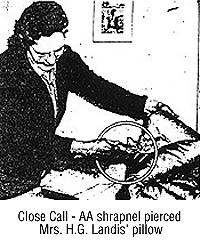 Close Call - AA shrapnel pierced
Mrs. H.G. Landis' pillow